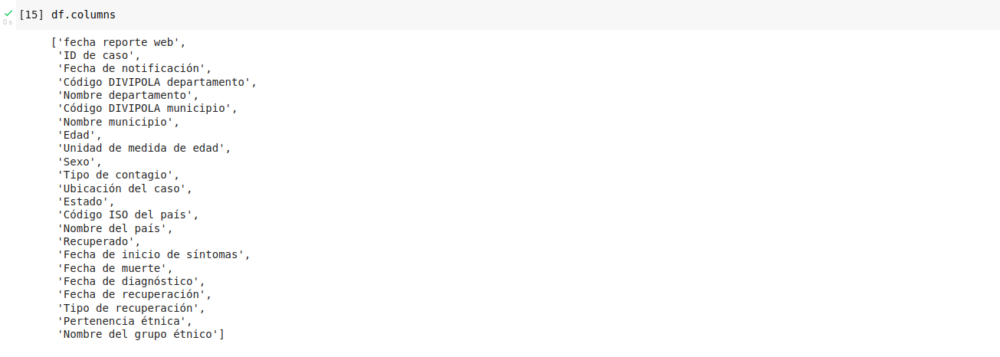 [15] df.columns
0s
['fecha reporte web',
'ID de caso',
'Fecha de notificación',
'Código DIVIPOLA departamento',
'Nombre departamento',
'Código DIVIPOLA municipio',
'Nombre municipio',
'Edad',
'Unidad de medida de edad',
'Sexo',
'Tipo de contagio',
'Ubicación del caso',
'Estado',
'Código ISO del país',
'Nombre del país',
'Recuperado',
'Fecha de inicio de síntomas',
'Fecha de muerte',
'Fecha de diagnóstico',
'Fecha de recuperación',
'Tipo de recuperación',
'Pertenencia étnica',
'Nombre del grupo étnico']